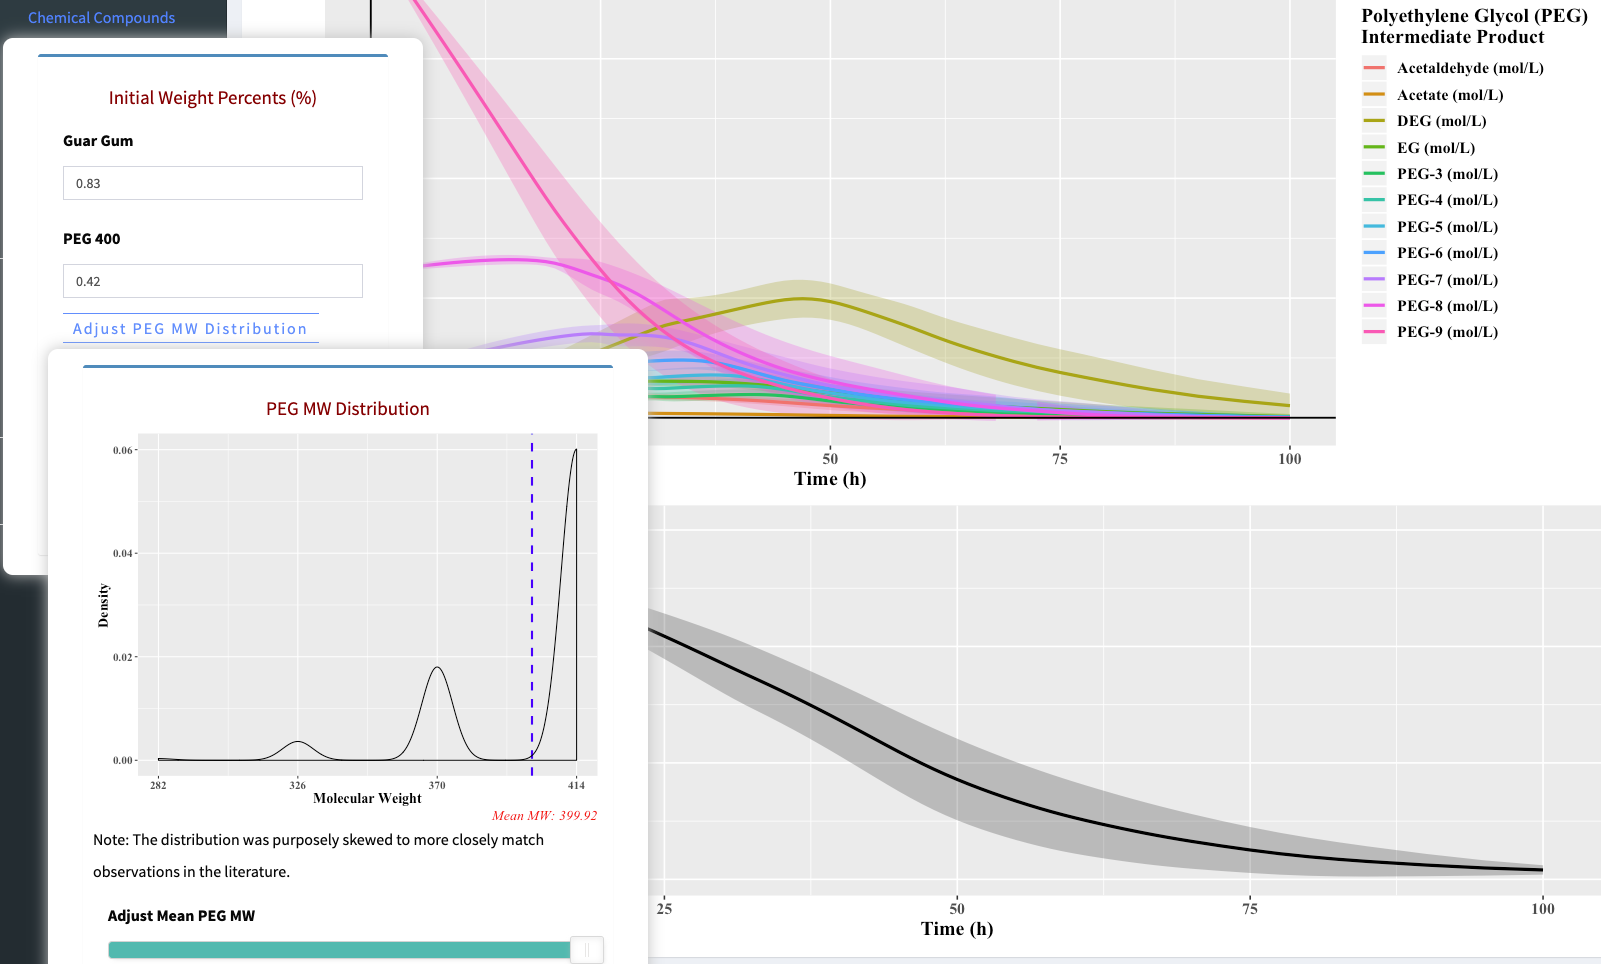 Chemical Compounds
Initial Weight Percents (%)
Guar Gum
0.83
PEG 400
0.42
Adjust PEG MW Distribution
PEG MW Distribution
0.06
0.04
0.02
0.00
Density
282 326 370 414
Molecular Weight
Mean MW: 399.92
Note: The distribution was purposely skewed to more closely match
observations in the literature.
Adjust Mean PEG MW
50 75 100
Time (h)
Polyethylene Glycol (PEG)
Intermediate Product
Acetaldehyde (mol/L)
Acetate (mol/L)
DEG (mol/L)
EG (mol/L)
PEG-3 (mol/L)
PEG-4 (mol/L)
PEG-5 (mol/L)
PEG-6 (mol/L)
PEG-7 (mol/L)
PEG-8 (mol/L)
PEG-9 (mol/L)
25 50 75 100
Time (h)